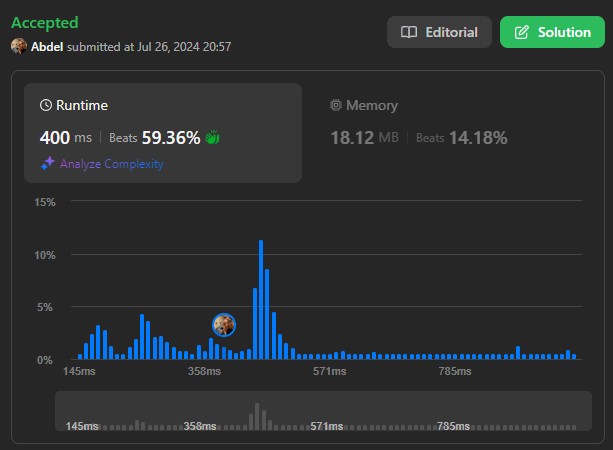 Accepted
Abdel submitted at Jul 26, 2024 20:57
Editorial
Solution
Runtime
400 ms | Beats 59.36%
Analyze Complexity
Memory
18.12 MB | Beats 14.18%
15%
10%
5%
0%
145ms 358ms 571ms 785ms
145ms 358ms 571ms 785ms